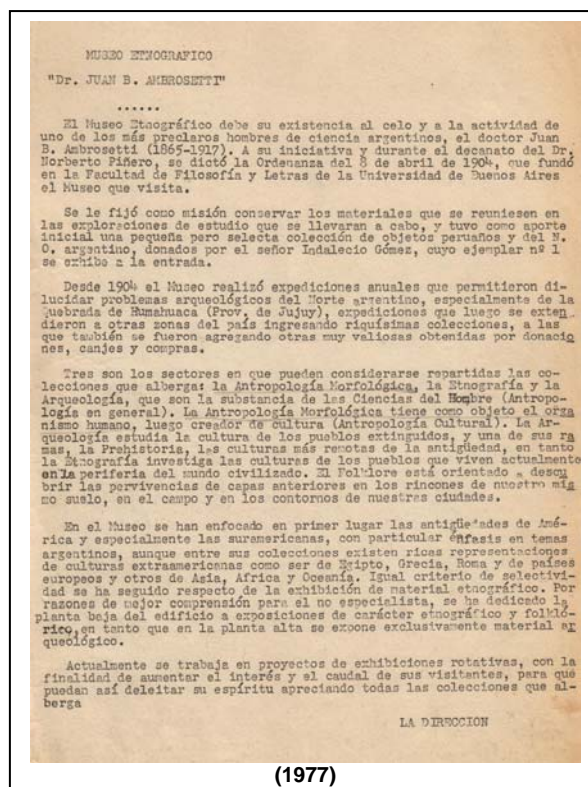 MUSEO ETNOGRAFICO
"Dr. JUAN B. AMBROSETTI"
......
El Museo Etnográfico debe su existencia al celo y a la actividad de
uno de los más preclaros hombres de ciencia argentinos, el doctor Juan
B. Ambrosetti (1865-1917). A su iniciativa y durante el decanato del Dr.
Norberto Piñero, se dictó la Ordenanza del 8 de abril de 1904, que fundó
en la Facultad de Filosofía y Letras de la Universidad de Buenos Aires
el Museo que visita.
Se le fijó como misión conservar los materiales que se reuniesen en
las exploraciones de estudio que se llevaran a cabo, y tuvo como aporte
inicial una pequeña pero selecta colección de objetos peruanos y del N.
O. argentino, donados por el señor Indalecio Gómez, cuyo ejemplar nº 1
se exhibe a la entrada.
Desde 1904 el Museo realizó expediciones anuales que permitieron di-
lucidar problemas arqueológicos del Norte argentino, especialmente de la
Quebrada de Humahuaca (Prov. de Jujuy), expediciones que luego se exten
dieron a otras zonas del país ingresando riquísimas colecciones, a las
que también se fueron agregando otras muy valiosas obtenidas por donacio
nes, canjes y compras.
Tres son los sectores en que pueden considerarse repartidas las co-
lecciones que alberga: la Antropología Morfológica, la Etnografía y la
Arqueología, que son la substancia de las Ciencias del Hombre (Antropo-
logía en general). La Antropología Morfológica tiene como objeto el orga
nismo humano, luego creador de cultura (Antropología Cultural). La Ar-
queología estudia la cultura de los pueblos extinguidos, y una de sus ra
mas, la Prehistoria, las culturas más remotas de la antigüedad, en tanto
la Etnografía investiga las culturas de los pueblos que viven actualmente
en la periferia del mundo civilizado. El Folklore está orientado a descu
brir las pervivencias de capas anteriores en los rincones de nuestro mis
mo suelo, en el campo y en los contornos de nuestras ciudades.
En el Museo se han enfocado en primer lugar las antigüedades de Amé-
rica y especialmente las suramericanas, con particular énfasis en temas
argentinos, aunque entre sus colecciones existen ricas representaciones
de culturas extraamericanas como ser de Egipto, Grecia, Roma y de países
europeos y otros de Asia, Africa y Oceanía. Igual criterio de selectivi-
dad se ha seguido respecto de la exhibición de material etnográfico. Por
razones de mejor comprensión para el no especialista, se ha dedicado la
planta baja del edificio a exposiciones de carácter etnográfico y folkló-
rico, en tanto que en la planta alta se expone exclusivamente material ar
queológico.
Actualmente se trabaja en proyectos de exhibiciones rotativas, con la
finalidad de aumentar el interés y el caudal de sus visitantes, para que
puedan así deleitar su espíritu apreciando todas las colecciones que al-
berga
LA DIRECCION
(1977)